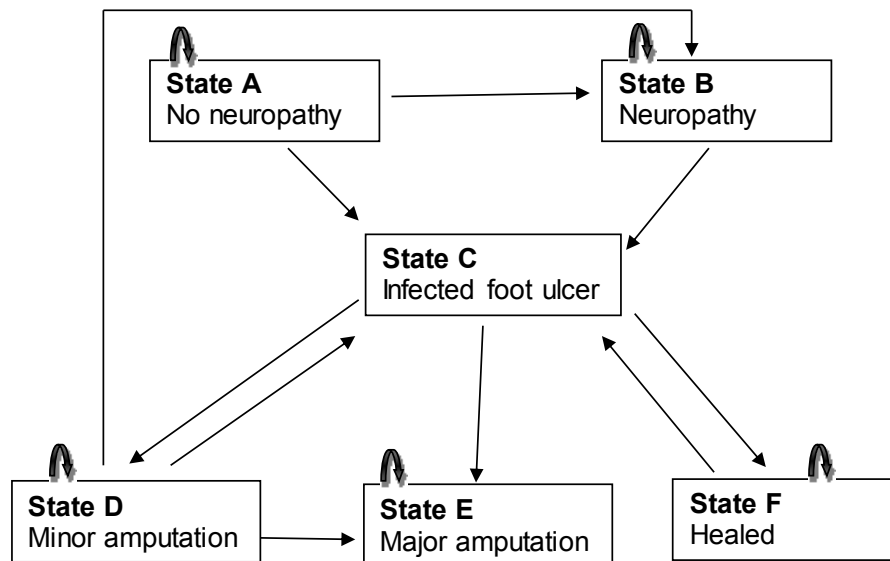 State A
No neuropathy
State B
Neuropathy
State C
Infected foot ulcer
State D
Minor amputation
State E
Major amputation
State F
Healed